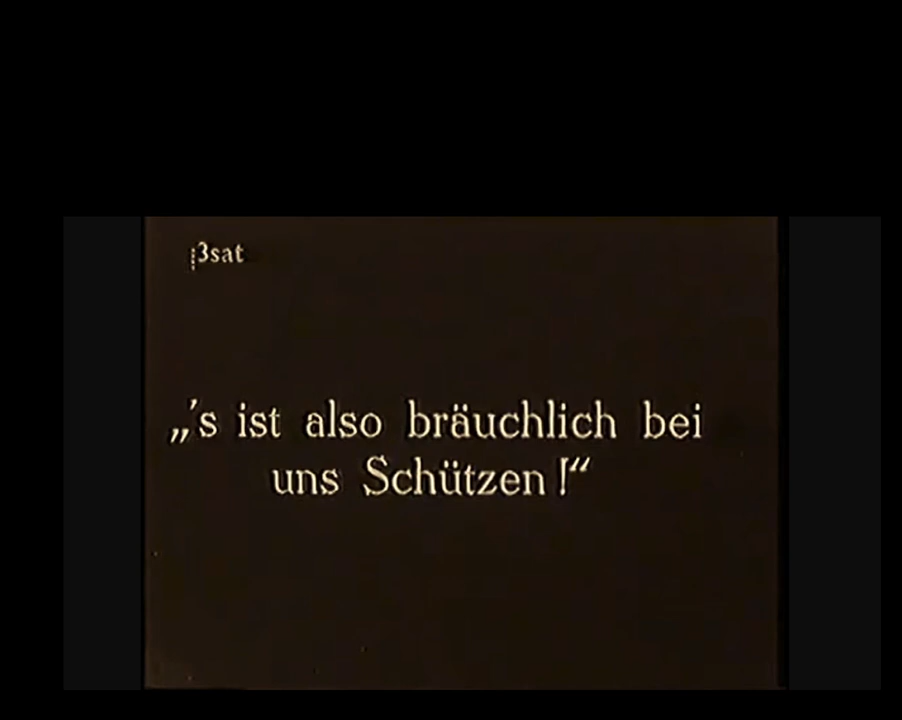 3sat
„’s ist also bräuchlich bei
uns Schützen!“